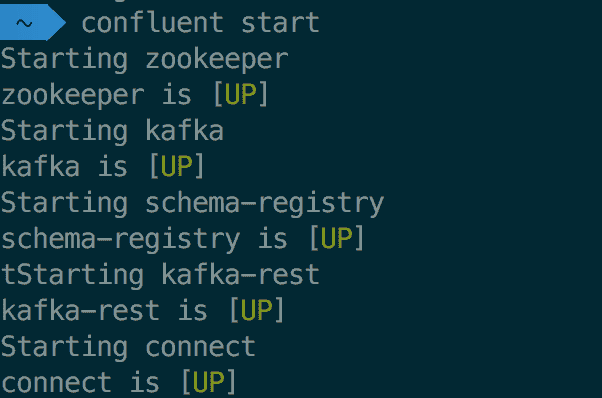 ~ confluent start
Starting zookeeper
zookeeper is [UP]
Starting kafka
kafka is [UP]
Starting schema-registry
schema-registry is [UP]
tStarting kafka-rest
kafka-rest is [UP]
Starting connect
connect is [UP]